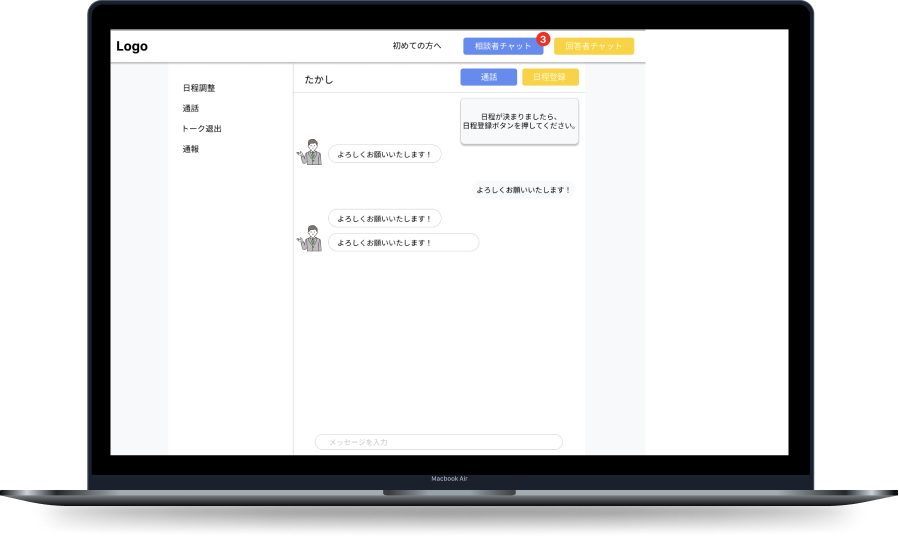 Logo
初めての方へ
相談者チャット
3
回答者チャット
日程調整
通話
トーク退出
通報
たかし
通話
日程登録
日程が決まりましたら、
日程登録ボタンを押してください。
よろしくお願いいたします！
よろしくお願いいたします！
よろしくお願いいたします！
よろしくお願いいたします！
メッセージを入力
Macbook Air